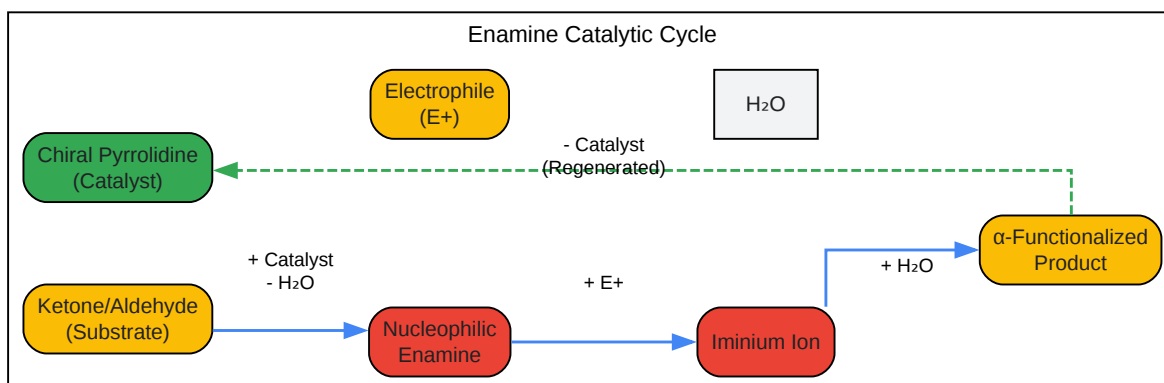 Enamine Catalytic Cycle
Electrophile
(E+)
H₂O
Chiral Pyrrolidine
(Catalyst)
- Catalyst
(Regenerated)
α-Functionalized
Product
+ Catalyst
- H₂O
+ E+
+ H₂O
Ketone/Aldehyde
(Substrate)
Nucleophilic
Enamine
Iminium Ion